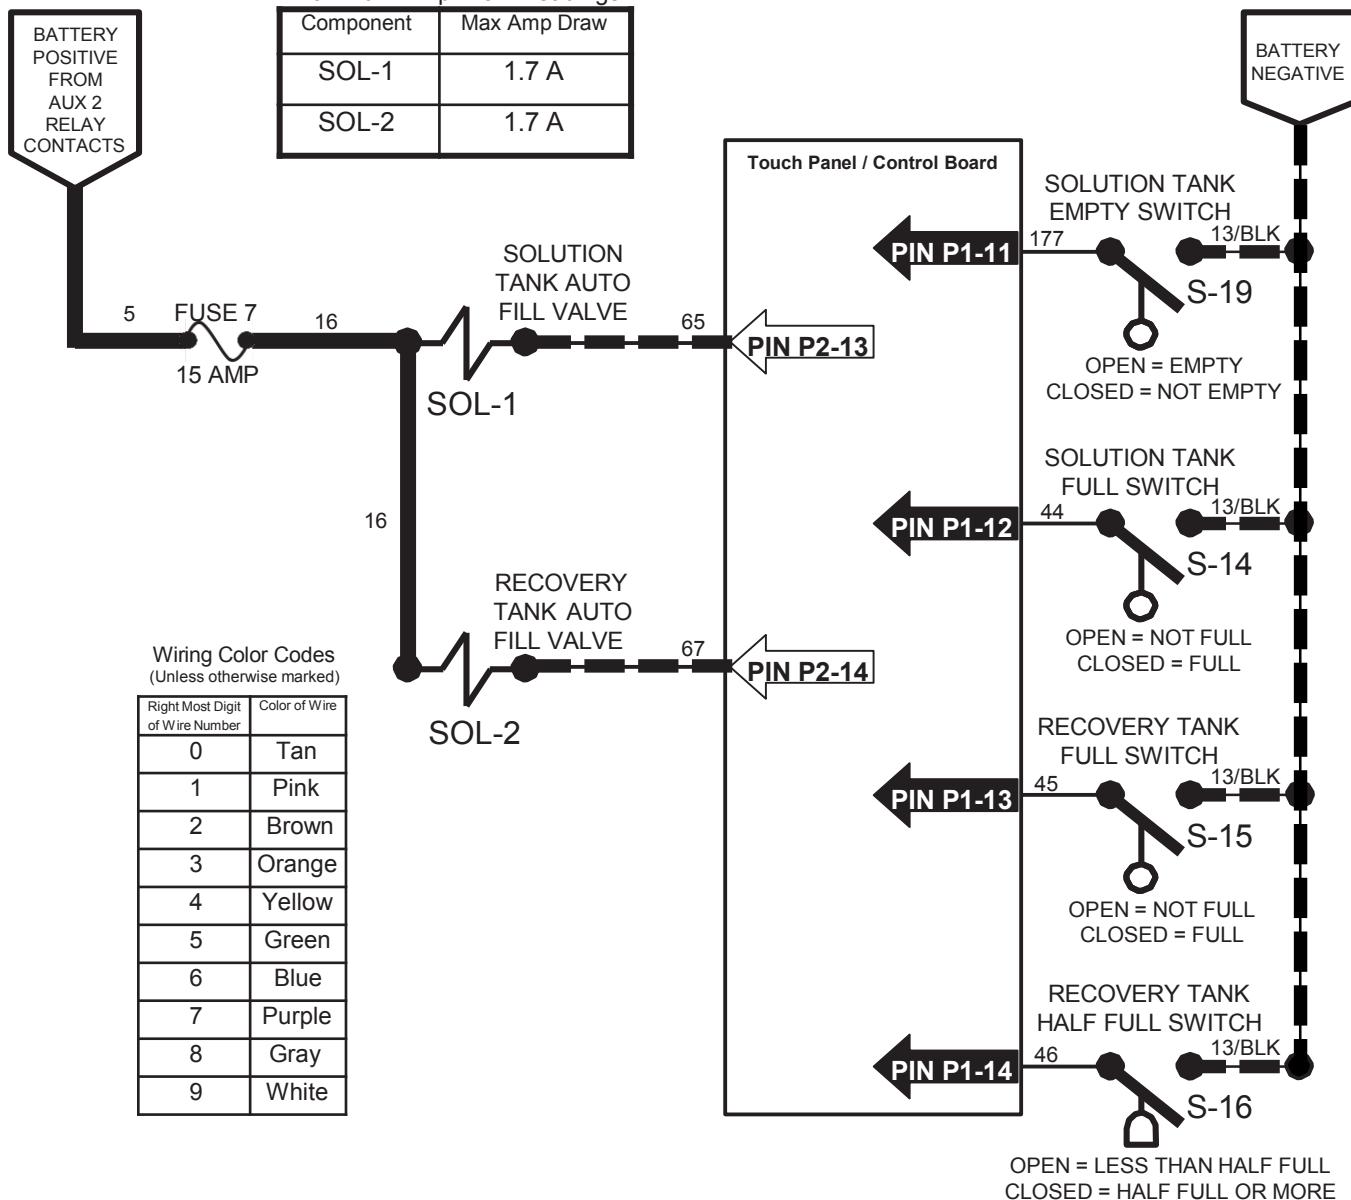 BATTERY
POSITIVE
FROM
AUX 2
RELAY
CONTACTS
Component Max Amp Draw
SOL-1 1.7 A
SOL-2 1.7 A
BATTERY
NEGATIVE
Touch Panel / Control Board
5
FUSE 7
15 AMP
16
SOLUTION
TANK AUTO
FILL VALVE
SOL-1
65
PIN P2-13
16
RECOVERY
TANK AUTO
FILL VALVE
SOL-2
67
PIN P2-14
SOLUTION TANK
EMPTY SWITCH
PIN P1-11
177
13/BLK
S-19
OPEN = EMPTY
CLOSED = NOT EMPTY
SOLUTION TANK
FULL SWITCH
PIN P1-12
44
13/BLK
S-14
OPEN = NOT FULL
CLOSED = FULL
RECOVERY TANK
FULL SWITCH
PIN P1-13
45
13/BLK
S-15
OPEN = NOT FULL
CLOSED = FULL
RECOVERY TANK
HALF FULL SWITCH
PIN P1-14
46
13/BLK
S-16
OPEN = LESS THAN HALF FULL
CLOSED = HALF FULL OR MORE
Wiring Color Codes
(Unless otherwise marked)
Right Most Digit
of Wire Number
Color of Wire
0 Tan
1 Pink
2 Brown
3 Orange
4 Yellow
5 Green
6 Blue
7 Purple
8 Gray
9 White